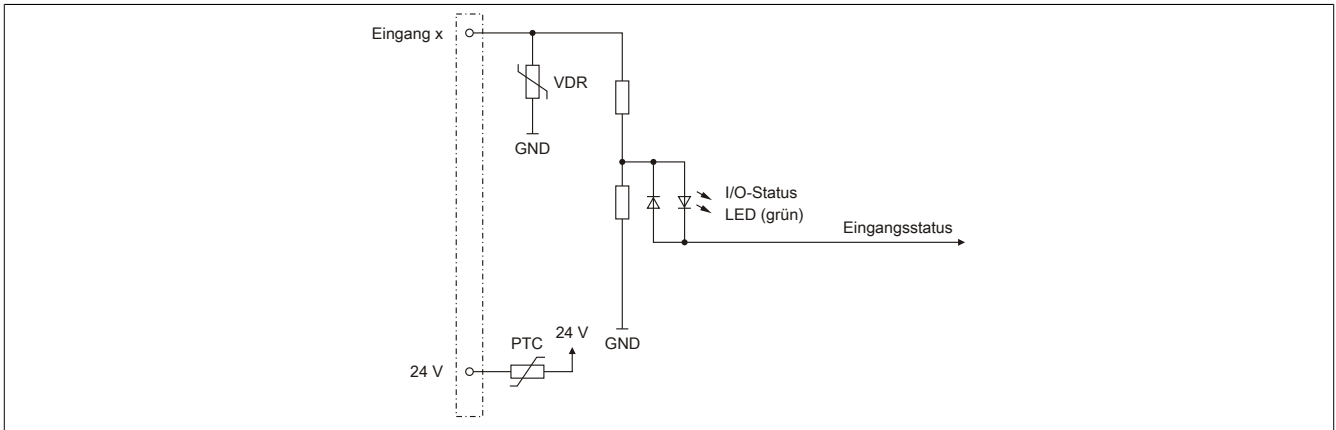 Eingang x
VDR
GND
I/O-Status
LED (grün)
Eingangsstatus
24 V
PTC
GND
24 V